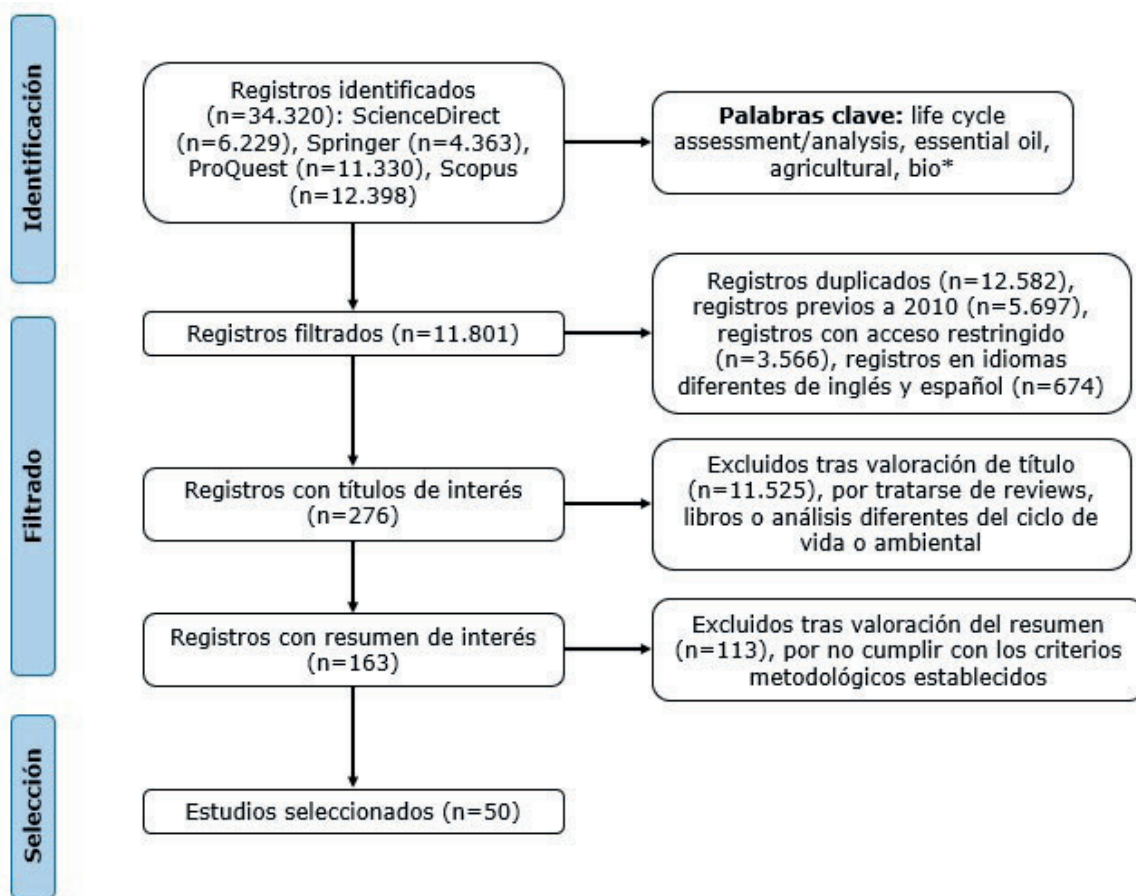 Identificación
Registros identificados
(n=34.320): ScienceDirect
(n=6.229), Springer (n=4.363),
ProQuest (n=11.330), Scopus
(n=12.398)
Palabras clave: life cycle
assessment/analysis, essential oil,
agricultural, bio*
Filtrado
Registros filtrados (n=11.801)
Registros duplicados (n=12.582),
registros previos a 2010 (n=5.697),
registros con acceso restringido
(n=3.566), registros en idiomas
diferentes de inglés y español (n=674)
Registros con títulos de interés
(n=276)
Excluidos tras valoración de título
(n=11.525), por tratarse de reviews,
libros o análisis diferentes del ciclo de
vida o ambiental
Registros con resumen de interés
(n=163)
Excluidos tras valoración del resumen
(n=113), por no cumplir con los criterios
metodológicos establecidos
Selección
Estudios seleccionados (n=50)